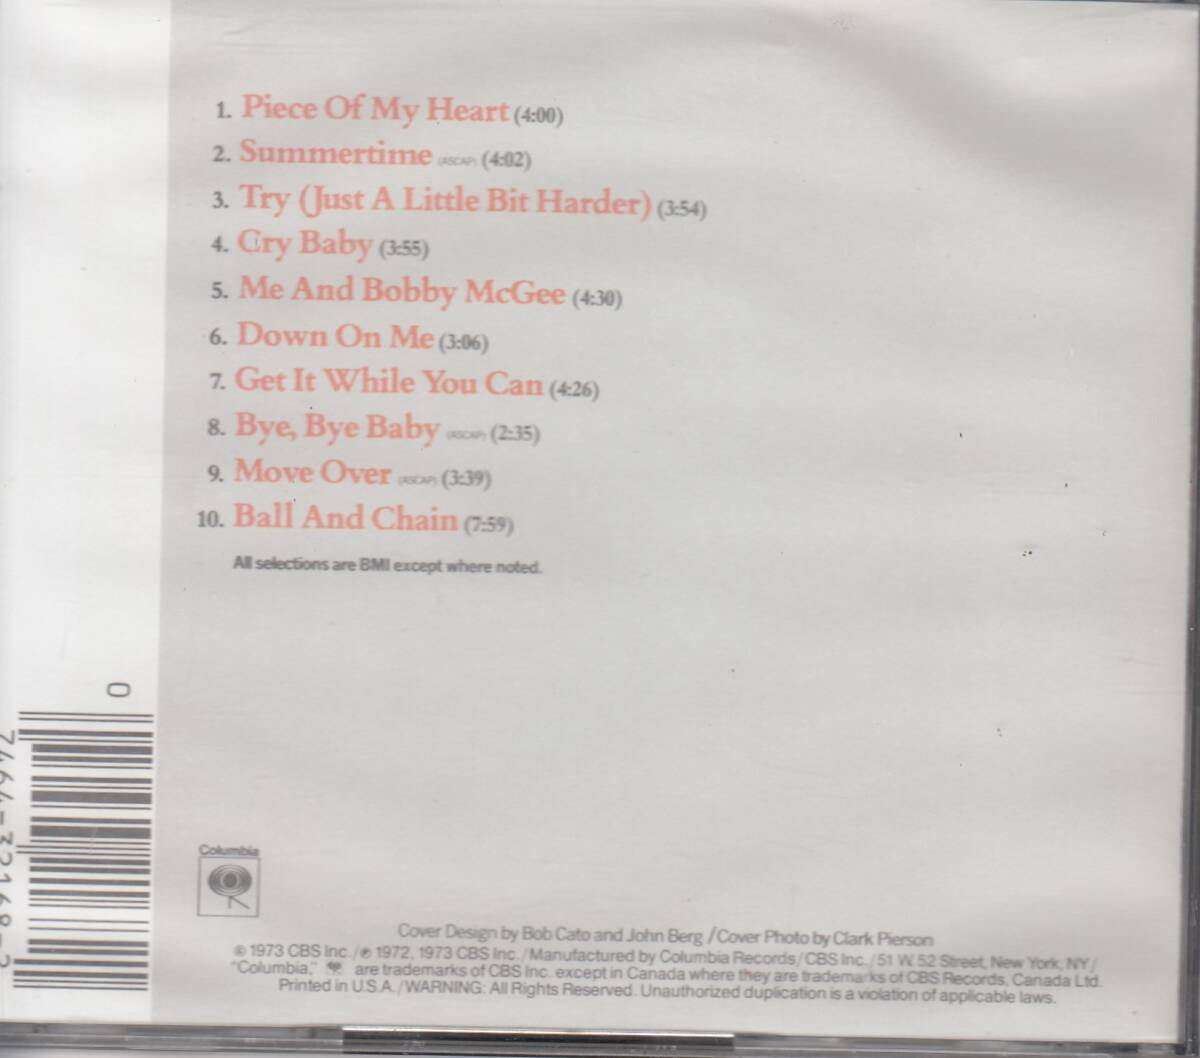 1. Piece Of My Heart (4:00)
2. Summertime (ASCAP) (4:02)
3. Try (Just A Little Bit Harder) (3:54)
4. Cry Baby (3:55)
5. Me And Bobby McGee (4:30)
6. Down On Me (3:06)
7. Get It While You Can (4:26)
8. Bye, Bye Baby (ASCAP) (2:35)
9. Move Over (ASCAP) (3:39)
10. Ball And Chain (7:59)
All selections are BMI except where noted.
0
7464-32168-2
Columbia
Cover Design by Bob Cato and John Berg /Cover Photo by Clark Pierson
© 1973 CBS Inc./℗ 1972, 1973 CBS Inc./Manufactured by Columbia Records/CBS Inc./51 W. 52 Street, New York, NY/
"Columbia," are trademarks of CBS Inc. except in Canada where they are trademarks of CBS Records, Canada Ltd.
Printed in U.S.A./WARNING: All Rights Reserved. Unauthorized duplication is a violation of applicable laws.